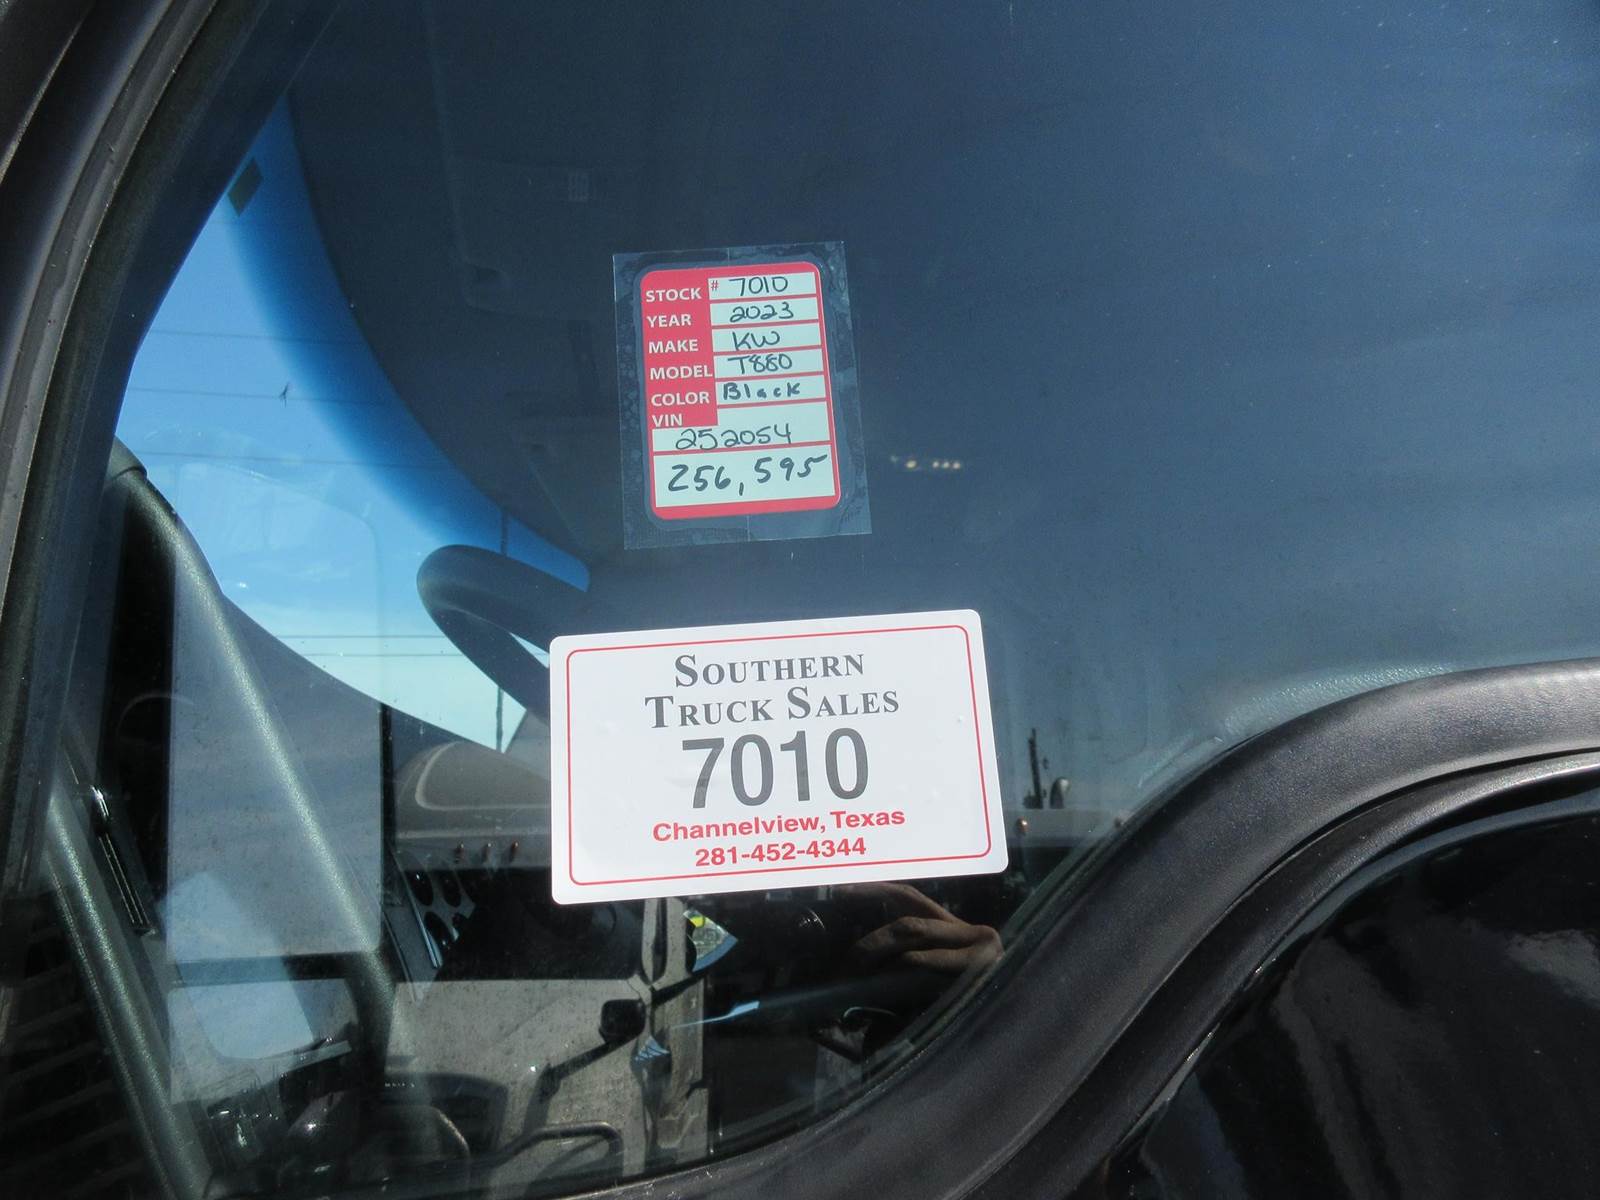 STOCK # 7010
YEAR 2023
MAKE KW
MODEL T880
COLOR Black
VIN
252054
256,595
SOUTHERN
TRUCK SALES
7010
Channelview, Texas
281-452-4344